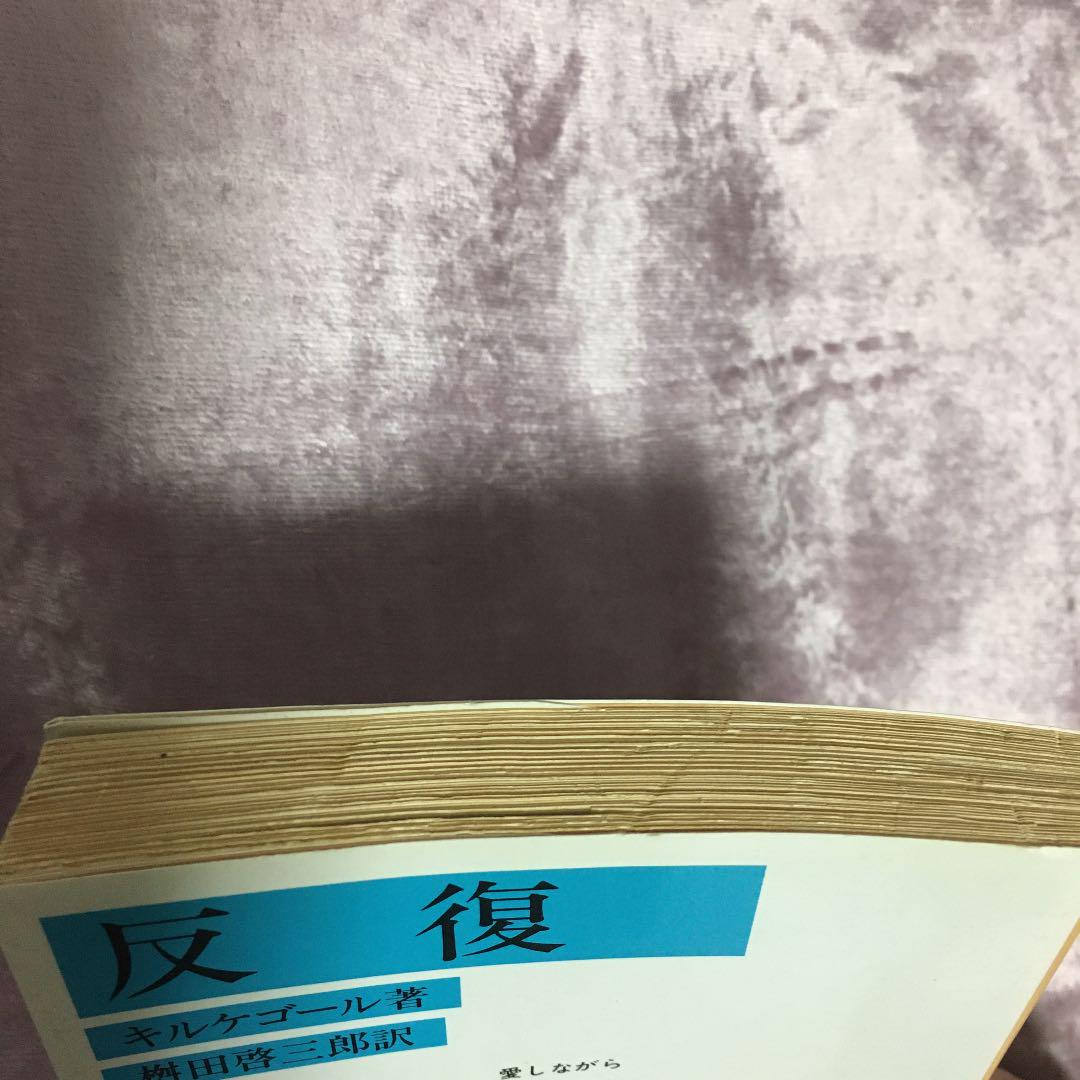 反復
キルケゴール著
桝田啓三郎訳
愛しながら